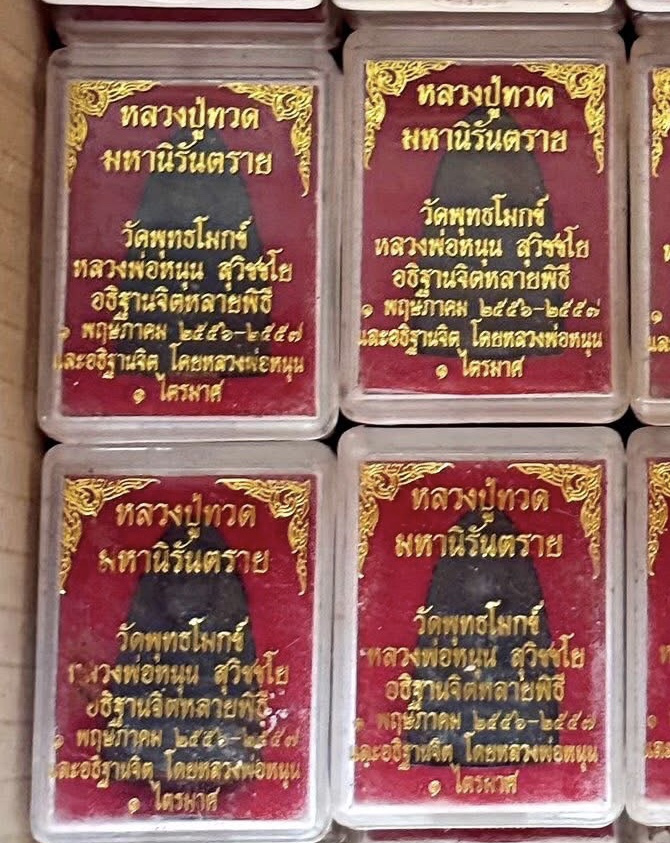 หลวงปู่ทวด
มหานิรันตราย
วัดพุทธโมกข์
หลวงพ่อหนุน สุวิชชโย
อธิฐานจิตหลายพิธี
๑ พฤษภาคม ๒๕๕๖-๒๕๕๗
และอธิฐานจิต โดยหลวงพ่อหนุน
๑ ไตรมาศ
หลวงปู่ทวด
มหานิรันตราย
วัดพุทธโมกข์
หลวงพ่อหนุน สุวิชชโย
อธิฐานจิตหลายพิธี
๑ พฤษภาคม ๒๕๕๖-๒๕๕๗
และอธิฐานจิต โดยหลวงพ่อหนุน
๑ ไตรมาศ
หลวงปู่ทวด
มหานิรันตราย
วัดพุทธโมกข์
หลวงพ่อหนุน สุวิชชโย
อธิฐานจิตหลายพิธี
๑ พฤษภาคม ๒๕๕๖-๒๕๕๗
และอธิฐานจิต โดยหลวงพ่อหนุน
๑ ไตรมาศ
หลวงปู่ทวด
มหานิรันตราย
วัดพุทธโมกข์
หลวงพ่อหนุน สุวิชชโย
อธิฐานจิตหลายพิธี
๑ พฤษภาคม ๒๕๕๖-๒๕๕๗
และอธิฐานจิต โดยหลวงพ่อหนุน
๑ ไตรมาศ